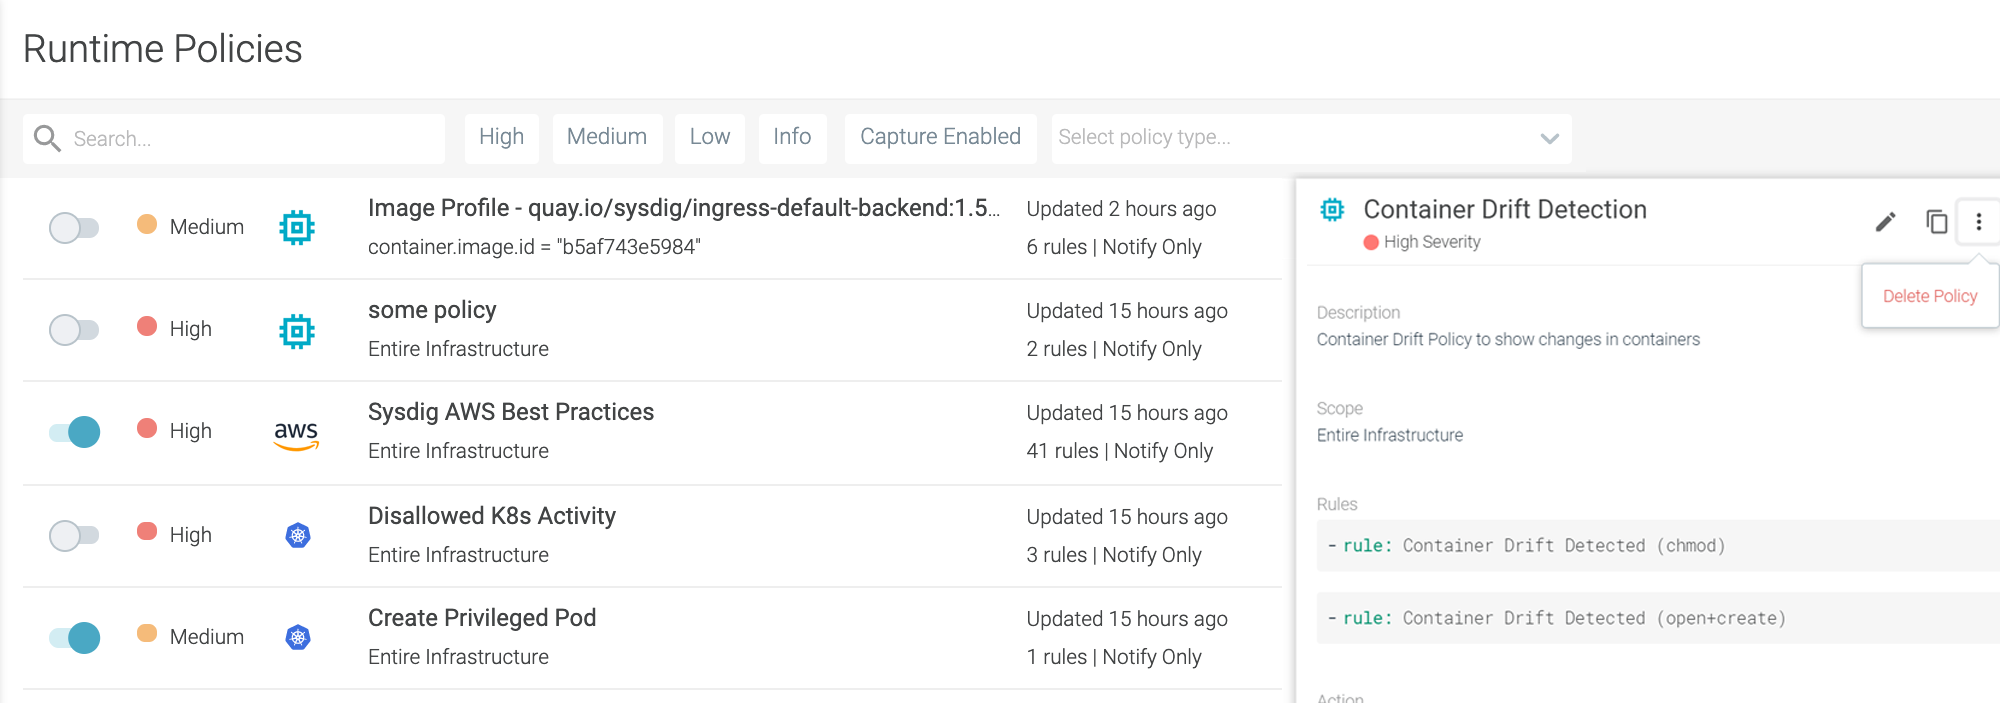 Runtime Policies
Search...
High
Medium
Low
Info
Capture Enabled
Select policy type...
Medium
Image Profile - quay.io/sysdig/ingress-default-backend:1.5...
Updated 2 hours ago
container.image.id = "b5af743e5984"
6 rules | Notify Only
High
some policy
Updated 15 hours ago
Entire Infrastructure
2 rules | Notify Only
High
aws
Sysdig AWS Best Practices
Updated 15 hours ago
Entire Infrastructure
41 rules | Notify Only
High
Disallowed K8s Activity
Updated 15 hours ago
Entire Infrastructure
3 rules | Notify Only
Medium
Create Privileged Pod
Updated 15 hours ago
Entire Infrastructure
1 rules | Notify Only
Container Drift Detection
High Severity
Delete Policy
Description
Container Drift Policy to show changes in containers
Scope
Entire Infrastructure
Rules
- rule: Container Drift Detected (chmod)
- rule: Container Drift Detected (open+create)
Action